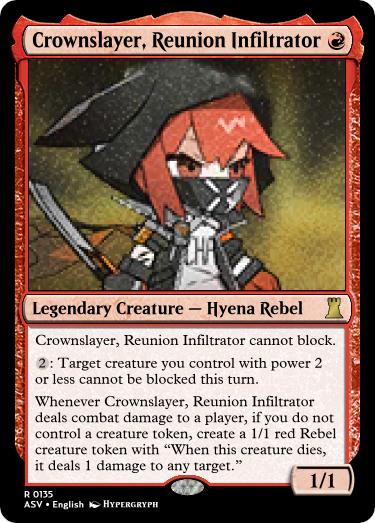 Crownslayer, Reunion Infiltrator
Legendary Creature — Hyena Rebel
Crownslayer, Reunion Infiltrator cannot block.
2: Target creature you control with power 2
or less cannot be blocked this turn.
Whenever Crownslayer, Reunion Infiltrator
deals combat damage to a player, if you do not
control a creature token, create a 1/1 red Rebel
creature token with “When this creature dies,
it deals 1 damage to any target.”
1/1
R 0135
ASV • English HYPERGRYPH